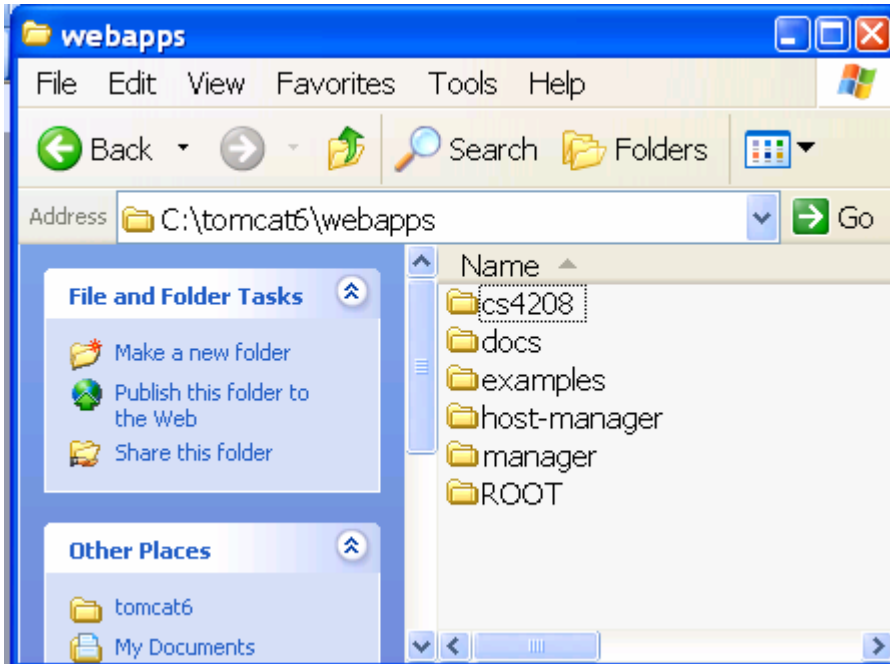 webapps
File Edit View Favorites Tools Help
Back Search Folders
Address C:\tomcat6\webapps Go
File and Folder Tasks
Make a new folder
Publish this folder to
the Web
Share this folder
Other Places
tomcat6
My Documents
Name
cs4208
docs
examples
host-manager
manager
ROOT